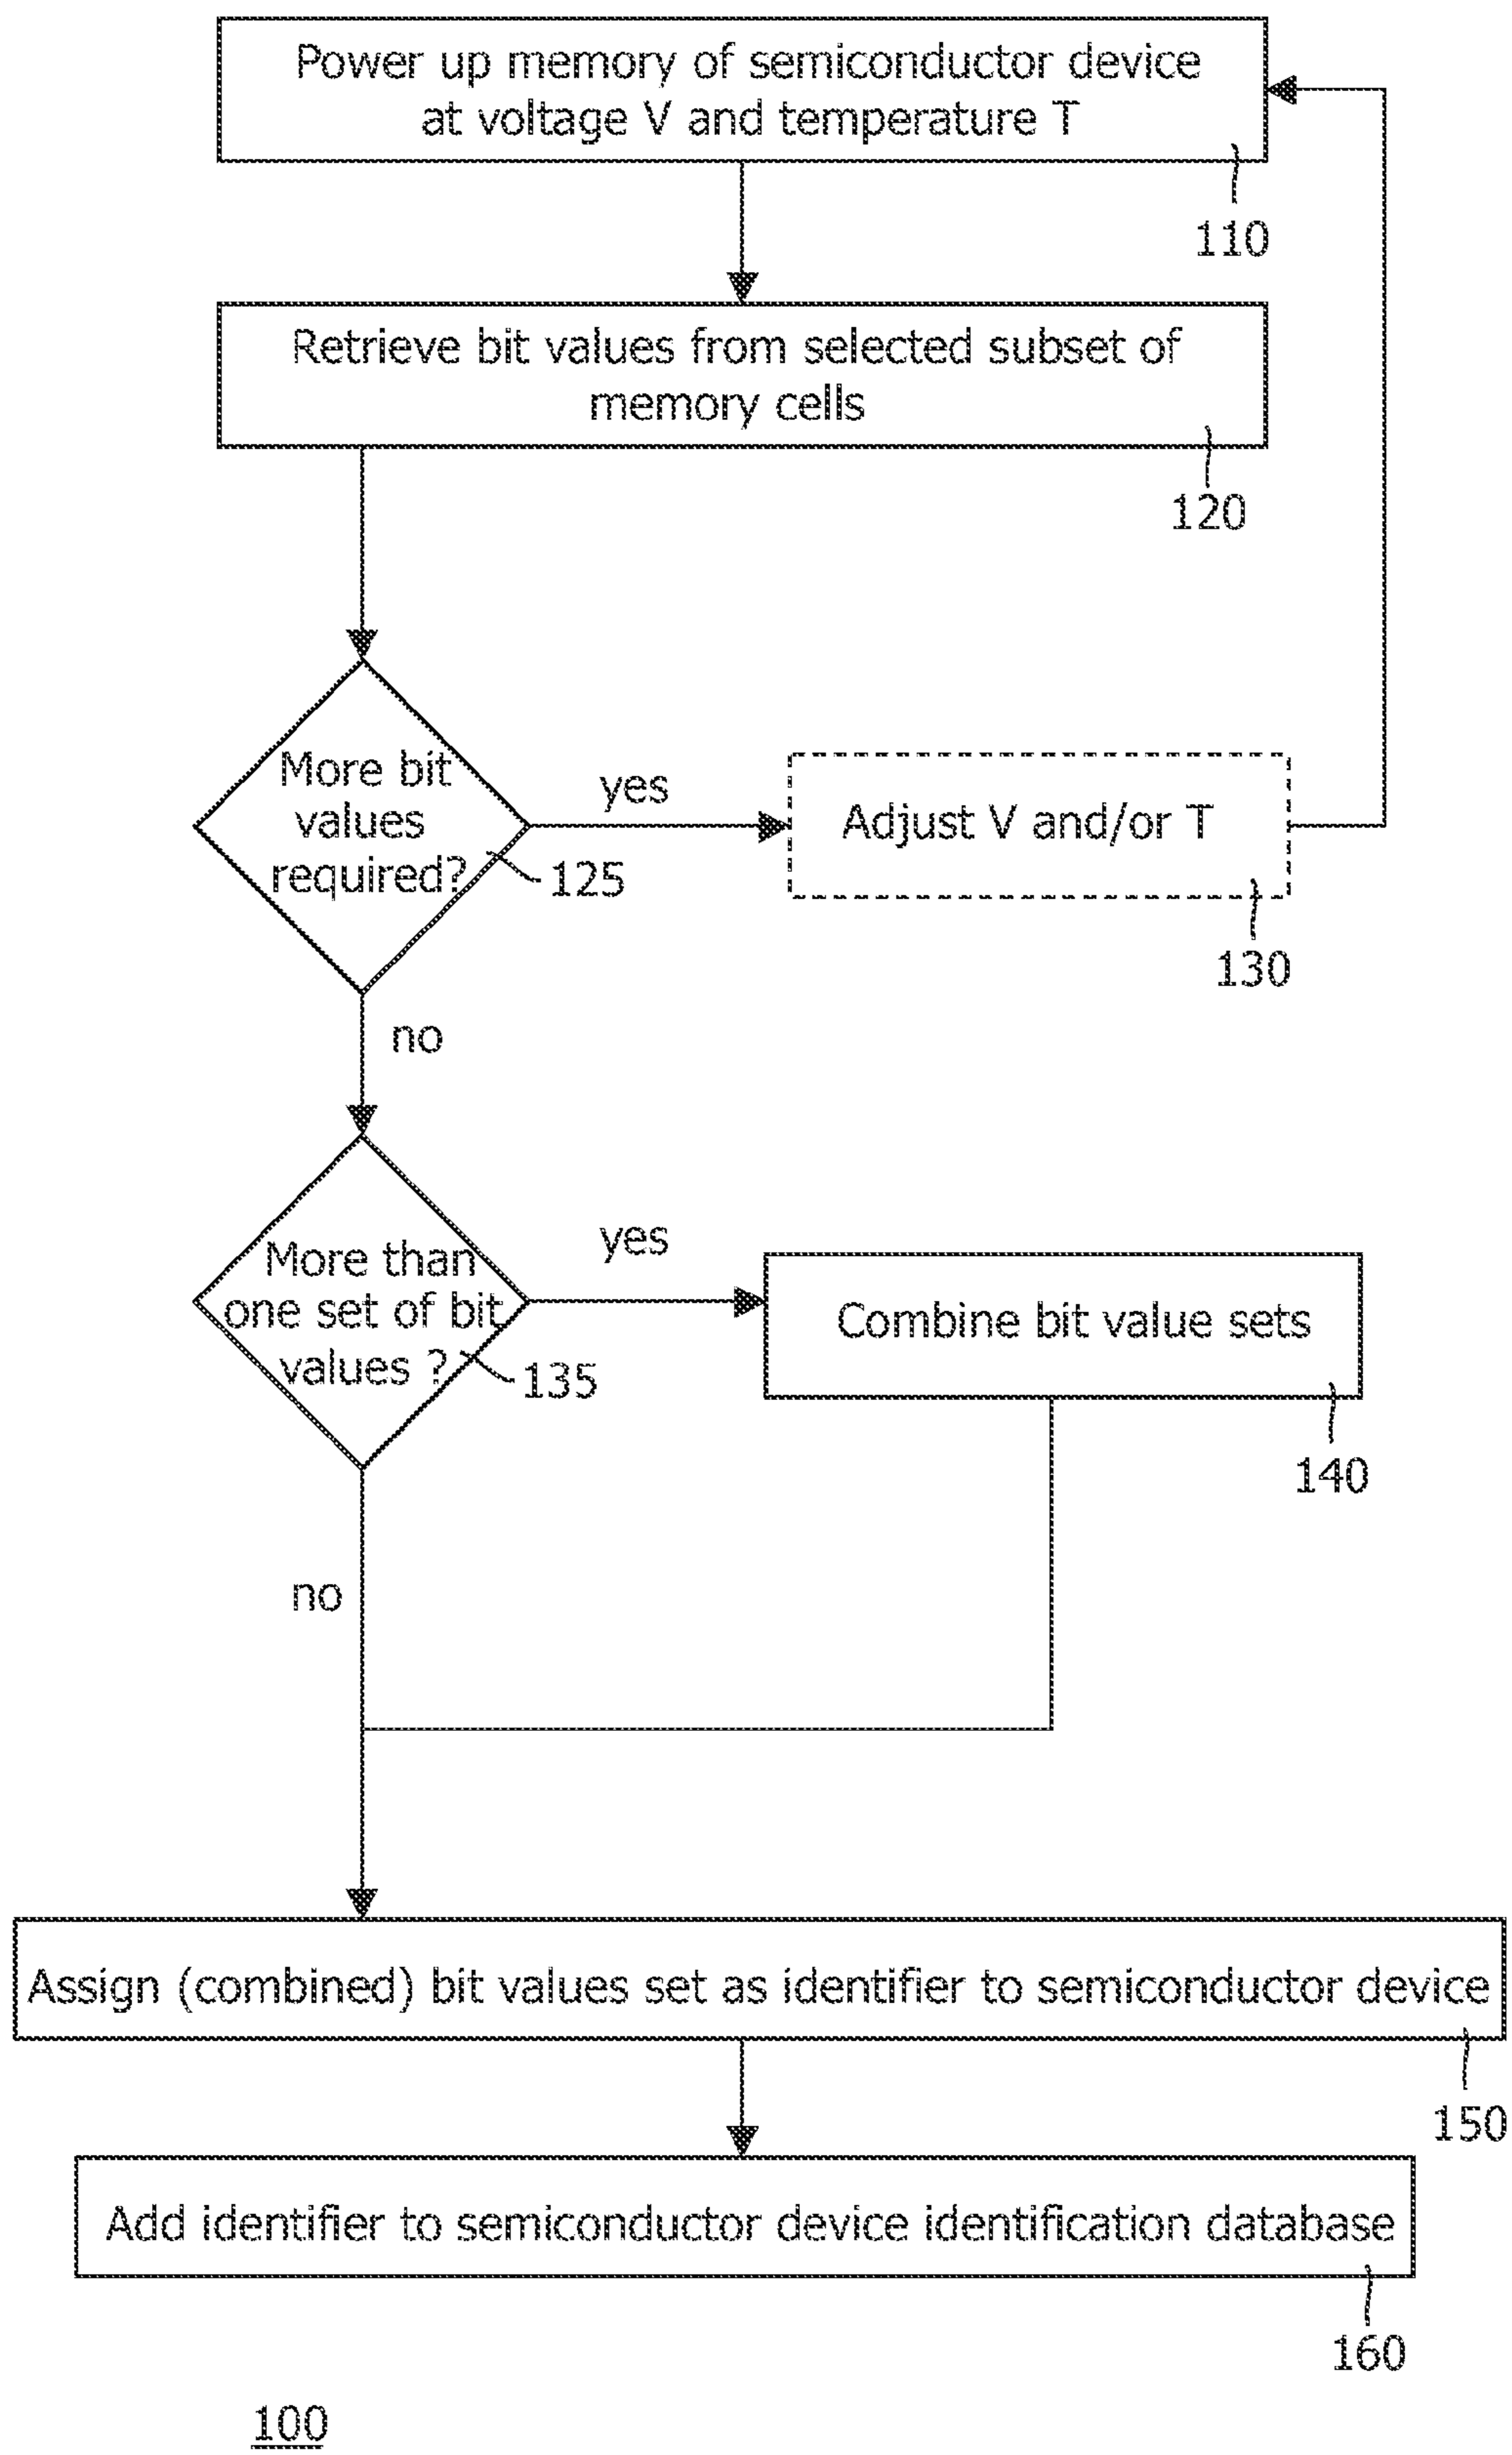 Power up memory of semiconductor device
at voltage V and temperature T
110
Retrieve bit values from selected subset of
memory cells
120
More bit
values
required?
125
yes
Adjust V and/or T
130
no
More than
one set of bit
values ?
135
yes
Combine bit value sets
140
no
Assign (combined) bit values set as identifier to semiconductor device
150
Add identifier to semiconductor device identification database
160
100